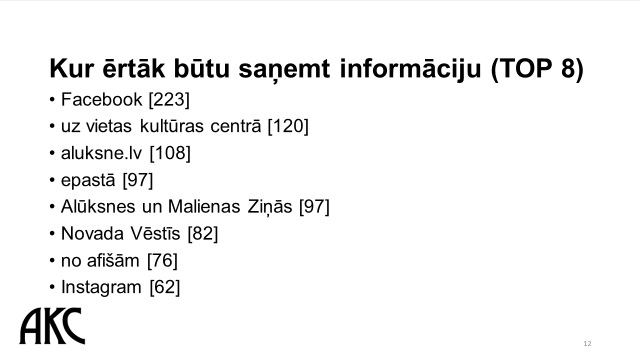 Kur ērtāk būtu saņemt informāciju (TOP 8)
• Facebook [223]
• uz vietas kultūras centrā [120]
• aluksne.lv [108]
• epastā [97]
• Alūksnes un Malienas Ziņās [97]
• Novada Vēstīs [82]
• no afišām [76]
• Instagram [62]
AKC
12